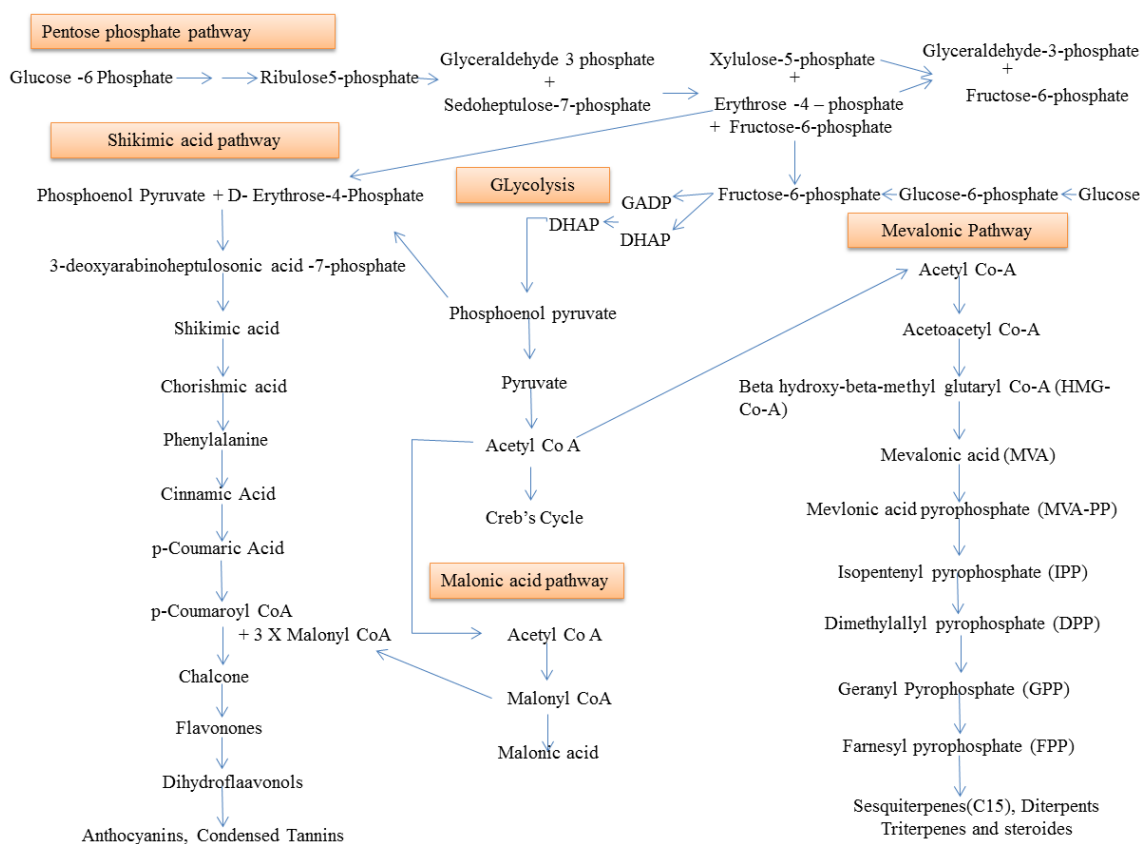 Pentose phosphate pathway
Glucose -6 Phosphate
Ribulose5-phosphate
Glyceraldehyde 3 phosphate
+
Sedoheptulose-7-phosphate
Xylulose-5-phosphate
+
Erythrose -4 – phosphate
+ Fructose-6-phosphate
Glyceraldehyde-3-phosphate
+
Fructose-6-phosphate
Shikimic acid pathway
Phosphoenol Pyruvate + D- Erythrose-4-Phosphate
3-deoxyarabinoheptulosonic acid -7-phosphate
Shikimic acid
Chorishmic acid
Phenylalanine
Cinnamic Acid
p-Coumaric Acid
p-Coumaroyl CoA
+ 3 X Malonyl CoA
Chalcone
Flavonones
Dihydroflaavonols
Anthocyanins, Condensed Tannins
GLycolysis
Fructose-6-phosphate
Glucose-6-phosphate
Glucose
GADP
DHAP
DHAP
Phosphoenol pyruvate
Pyruvate
Acetyl Co A
Creb's Cycle
Malonic acid pathway
Acetyl Co A
Malonyl CoA
Malonic acid
Mevalonic Pathway
Acetyl Co-A
Acetoacetyl Co-A
Beta hydroxy-beta-methyl glutaryl Co-A (HMG-
Co-A)
Mevalonic acid (MVA)
Mevlonic acid pyrophosphate (MVA-PP)
Isopentenyl pyrophosphate (IPP)
Dimethylallyl pyrophosphate (DPP)
Geranyl Pyrophosphate (GPP)
Farnesyl pyrophosphate (FPP)
Sesquiterpenes(C15), Diterpents
Triterpenes and steroides